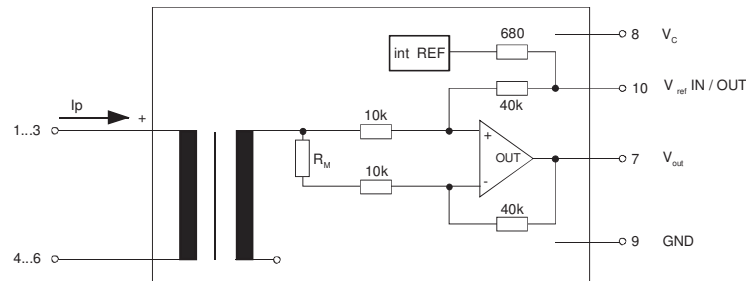 680
8 V_C
int REF
10 V_ref IN / OUT
40k
Ip
+
10k
1...3
+
OUT
7 V_out
R_M
10k
-
40k
9 GND
4...6